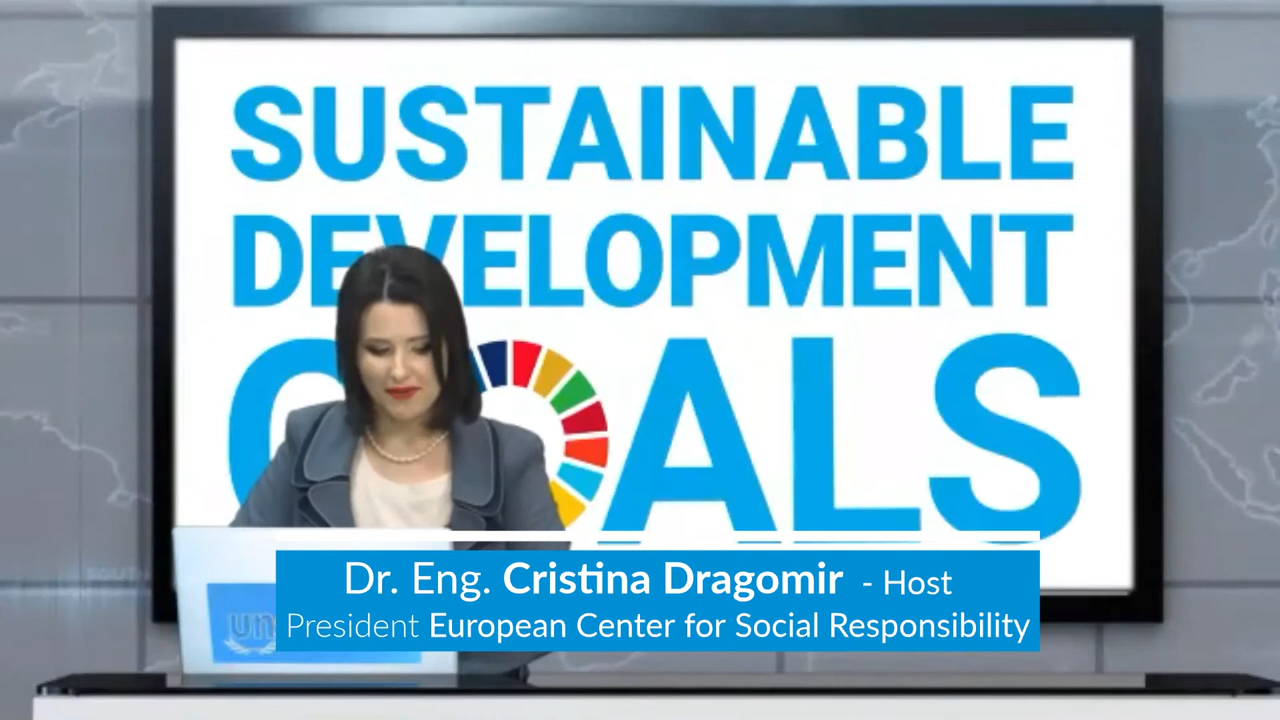 SUSTAINABLE
DEVELOPMENT
GOALS
Dr. Eng. Cristina Dragomir - Host
President European Center for Social Responsibility